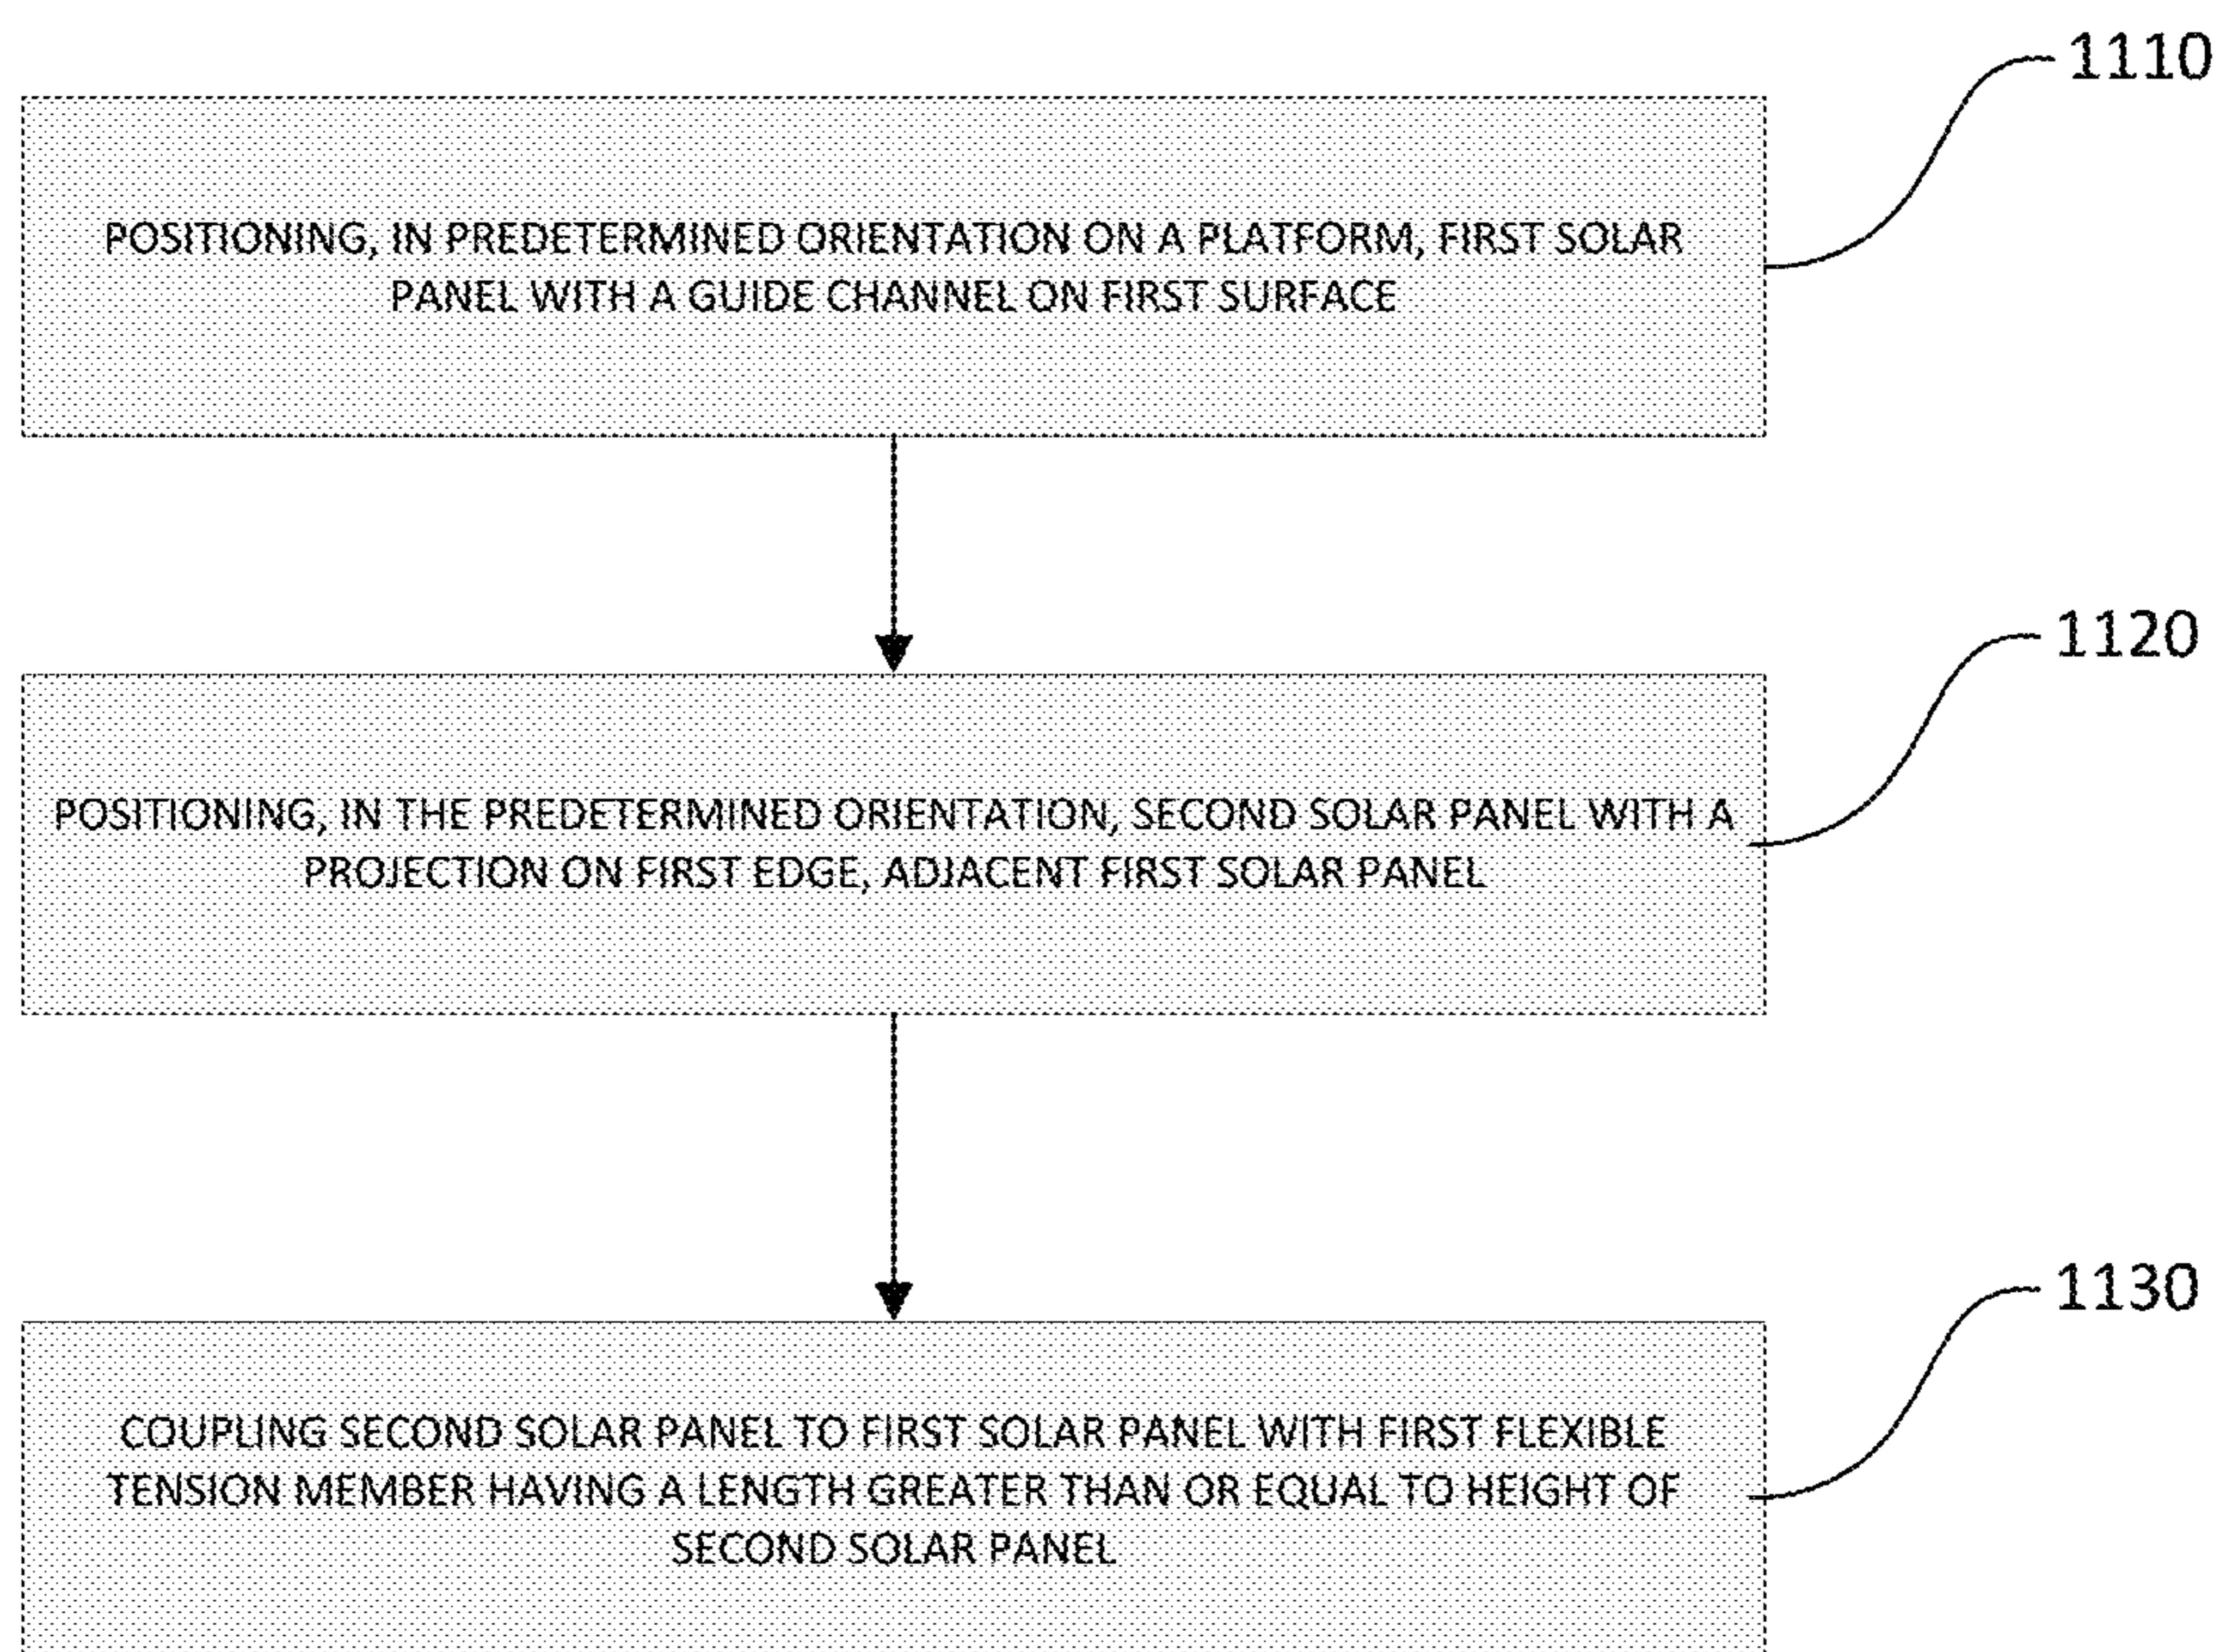 1110
POSITIONING, IN PREDETERMINED ORIENTATION ON A PLATFORM, FIRST SOLAR
PANEL WITH A GUIDE CHANNEL ON FIRST SURFACE
1120
POSITIONING, IN THE PREDETERMINED ORIENTATION, SECOND SOLAR PANEL WITH A
PROJECTION ON FIRST EDGE, ADJACENT FIRST SOLAR PANEL
1130
COUPLING SECOND SOLAR PANEL TO FIRST SOLAR PANEL WITH FIRST FLEXIBLE
TENSION MEMBER HAVING A LENGTH GREATER THAN OR EQUAL TO HEIGHT OF
SECOND SOLAR PANEL